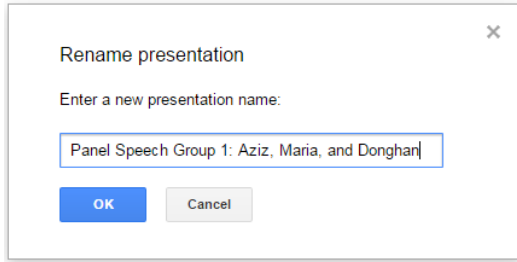 Rename presentation
Enter a new presentation name:
Panel Speech Group 1: Aziz, Maria, and Donghan
OK Cancel